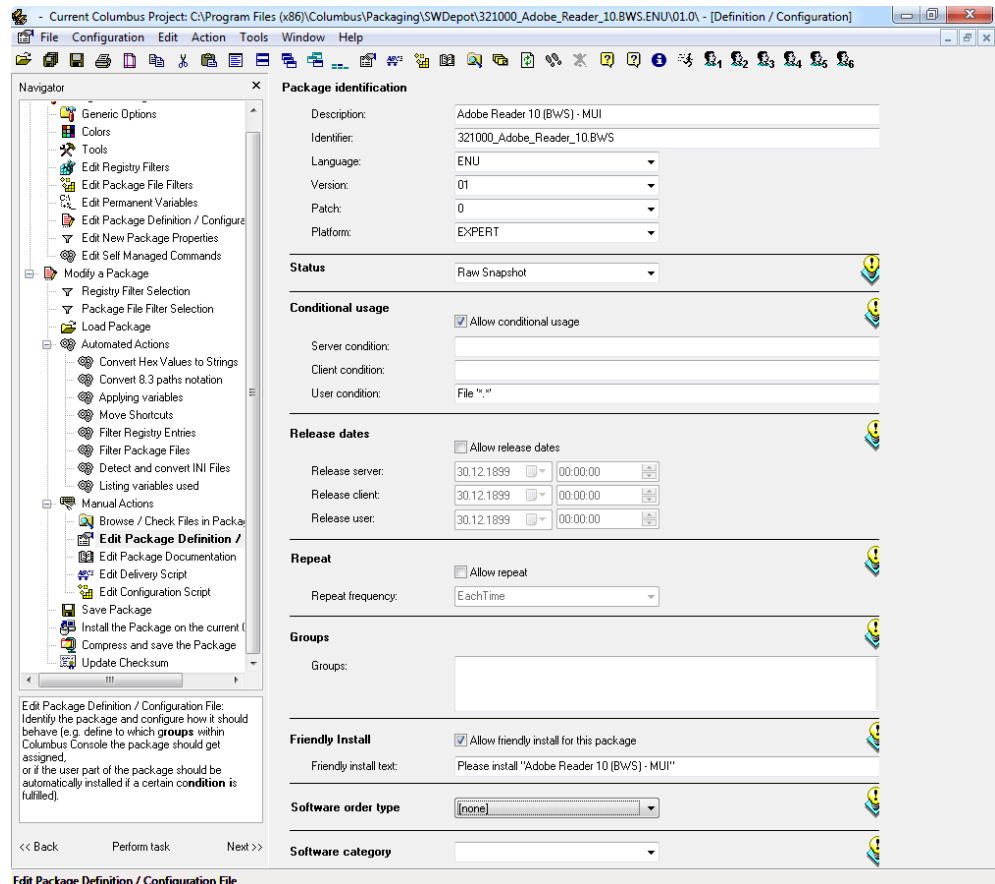 - Current Columbus Project: C:\Program Files (x86)\Columbus\Packaging\SWDepot\321000_Adobe_Reader_10.BWS.ENU\01.0\ - [Definition / Configuration]
File Configuration Edit Action Tools Window Help
Navigator
Generic Options
Colors
Tools
Edit Registry Filters
Edit Package File Filters
Edit Permanent Variables
Edit Package Definition / Configura
Edit New Package Properties
Edit Self Managed Commands
Modify a Package
Registry Filter Selection
Package File Filter Selection
Load Package
Automated Actions
Convert Hex Values to Strings
Convert 8.3 paths notation
Applying variables
Move Shortcuts
Filter Registry Entries
Filter Package Files
Detect and convert INI Files
Listing variables used
Manual Actions
Browse / Check Files in Packa
Edit Package Definition /
Edit Package Documentation
Edit Delivery Script
Edit Configuration Script
Save Package
Install the Package on the current
Compress and save the Package
Update Checksum
Edit Package Definition / Configuration File:
Identify the package and configure how it should
behave (e.g. define to which groups within
Columbus Console the package should get
assigned,
or if the user part of the package should be
automatically installed if a certain condition is
fulfilled).
<< Back Perform task Next >>
Package identification
Description: Adobe Reader 10 (BWS) - MUI
Identifier: 321000_Adobe_Reader_10.BWS
Language: ENU
Version: 01
Patch: 0
Platform: EXPERT
Status Raw Snapshot
Conditional usage
Allow conditional usage
Server condition:
Client condition:
User condition: File '*.*'
Release dates
Allow release dates
Release server: 30.12.1899 00:00:00
Release client: 30.12.1899 00:00:00
Release user: 30.12.1899 00:00:00
Repeat
Allow repeat
Repeat frequency: EachTime
Groups
Groups:
Friendly Install Allow friendly install for this package
Friendly install text: Please install "Adobe Reader 10 (BWS) - MUI"
Software order type [none]
Software category
Edit Package Definition / Configuration File